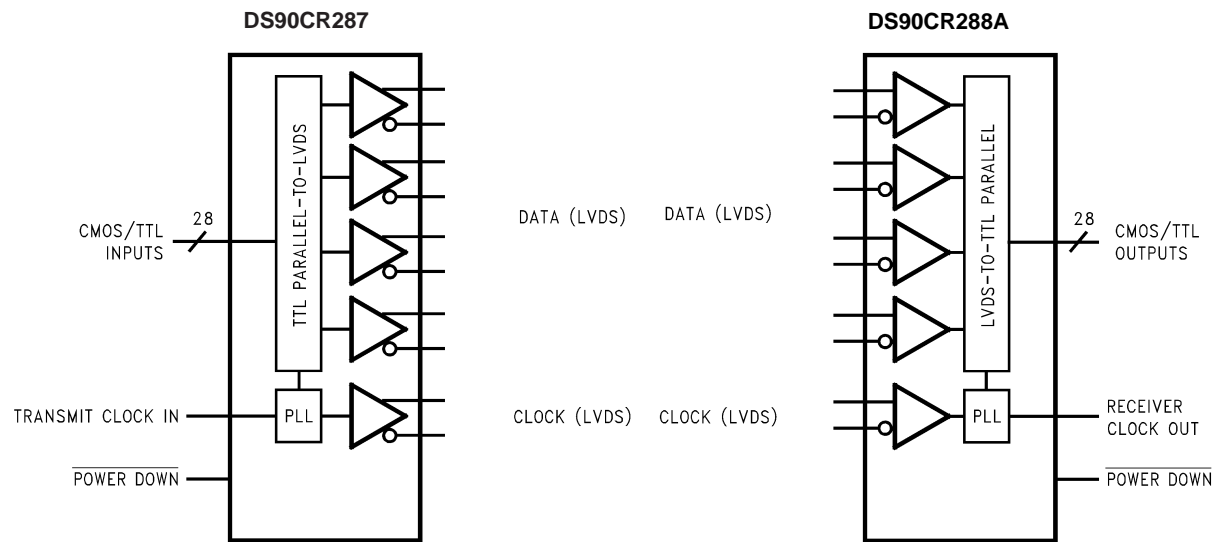 DS90CR287
DS90CR288A
TTL PARALLEL-TO-LVDS
CMOS/TTL
INPUTS
28
DATA (LVDS)
TRANSMIT CLOCK IN
PLL
CLOCK (LVDS)
POWER DOWN
DATA (LVDS)
LVDS-TO-TTL PARALLEL
28
CMOS/TTL
OUTPUTS
CLOCK (LVDS)
PLL
RECEIVER
CLOCK OUT
POWER DOWN